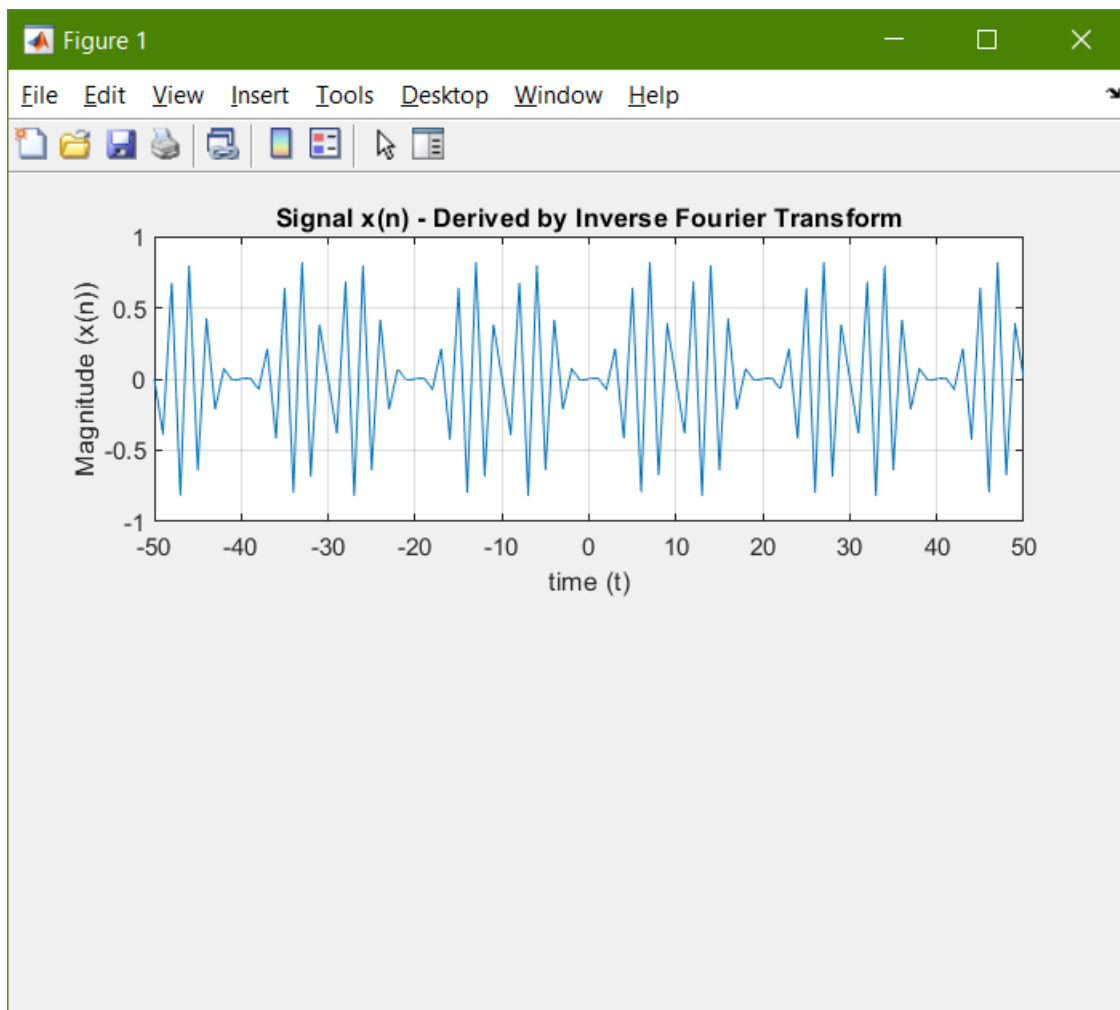 Figure 1
File Edit View Insert Tools Desktop Window Help
Signal x(n) - Derived by Inverse Fourier Transform
Magnitude (x(n))
1
0.5
0
-0.5
-1
-50 -40 -30 -20 -10 0 10 20 30 40 50
time (t)